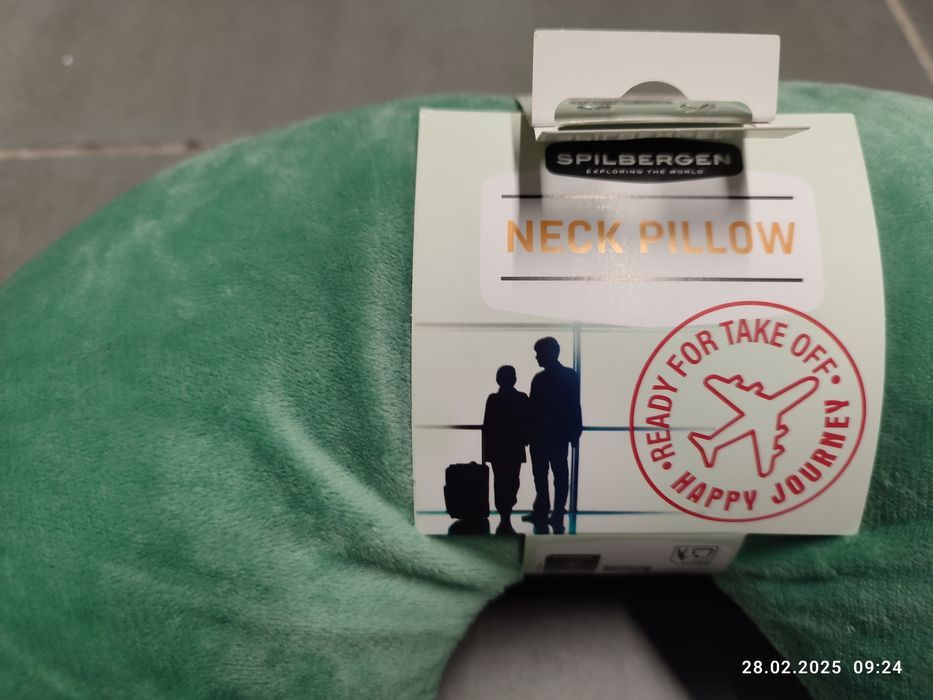 SPILBERGEN
EXPLORING THE WORLD
NECK PILLOW
READY FOR TAKE OFF
HAPPY JOURNEY
28.02.2025 09:24